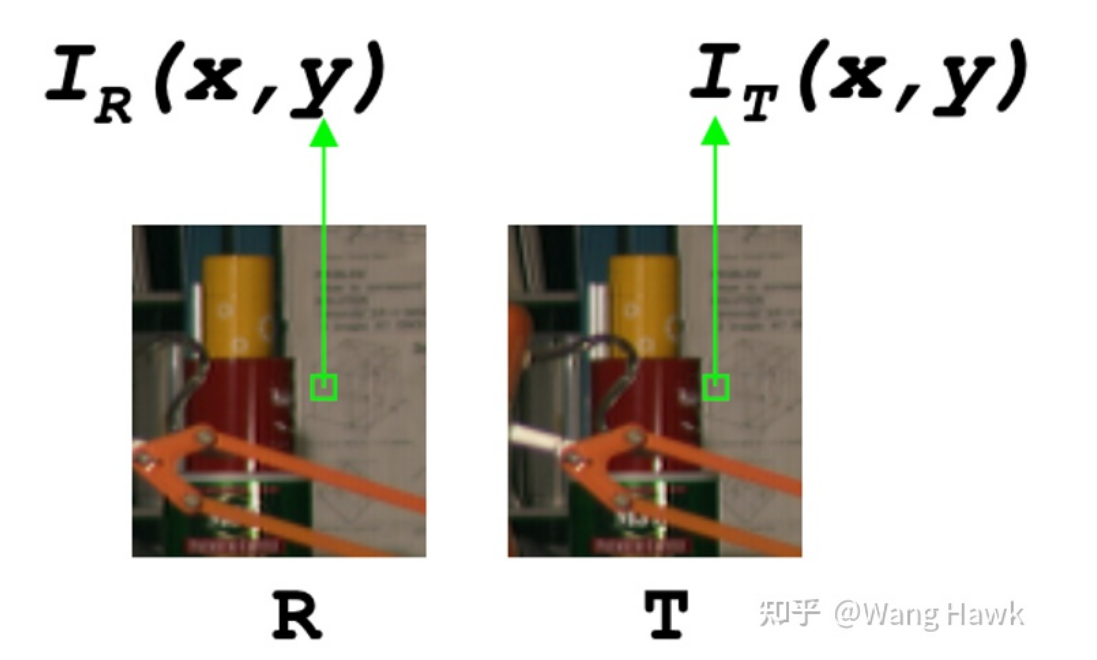 I_R(x,y) I_T(x,y)
R T
知乎 @Wang Hawk